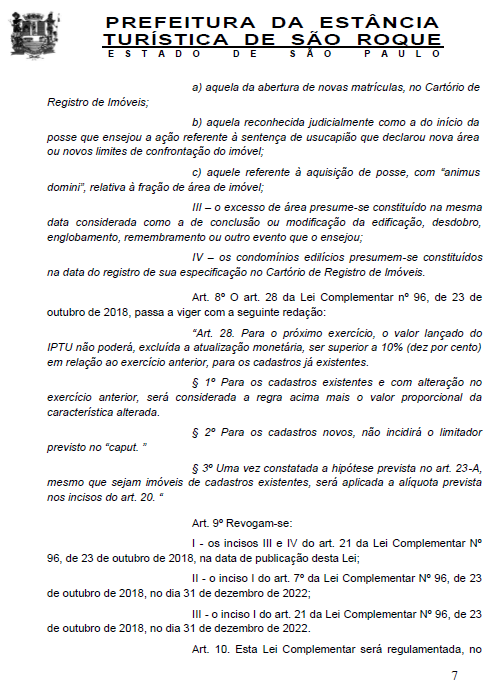 PREFEITURA DA ESTÂNCIA
TURÍSTICA DE SÃO ROQUE
ESTADO DE SÃO PAULO
a) aquela da abertura de novas matrículas, no Cartório de
Registro de Imóveis;
b) aquela reconhecida judicialmente como a do início da
posse que ensejou a ação referente à sentença de usucapião que declarou nova área
ou novos limites de confrontação do imóvel;
c) aquele referente à aquisição de posse, com “animus
domini”, relativa à fração de área de imóvel;
III – o excesso de área presume-se constituído na mesma
data considerada como a de conclusão ou modificação da edificação, desdobro,
englobamento, remembramento ou outro evento que o ensejou;
IV – os condomínios edilícios presumem-se constituídos
na data do registro de sua especificação no Cartório de Registro de Imóveis.
Art. 8º O art. 28 da Lei Complementar nº 96, de 23 de
outubro de 2018, passa a viger com a seguinte redação:
“Art. 28. Para o próximo exercício, o valor lançado do
IPTU não poderá, excluída a atualização monetária, ser superior a 10% (dez por cento)
em relação ao exercício anterior, para os cadastros já existentes.
§ 1º Para os cadastros existentes e com alteração no
exercício anterior, será considerada a regra acima mais o valor proporcional da
característica alterada.
§ 2º Para os cadastros novos, não incidirá o limitador
previsto no “caput. ”
§ 3º Uma vez constatada a hipótese prevista no art. 23-A,
mesmo que sejam imóveis de cadastros existentes, será aplicada a alíquota prevista
nos incisos do art. 20. “
Art. 9º Revogam-se:
I - os incisos III e IV do art. 21 da Lei Complementar Nº
96, de 23 de outubro de 2018, na data de publicação desta Lei;
II - o inciso I do art. 7º da Lei Complementar Nº 96, de 23
de outubro de 2018, no dia 31 de dezembro de 2022;
III - o inciso I do art. 21 da Lei Complementar Nº 96, de 23
de outubro de 2018, no dia 31 de dezembro de 2022.
Art. 10. Esta Lei Complementar será regulamentada, no
7